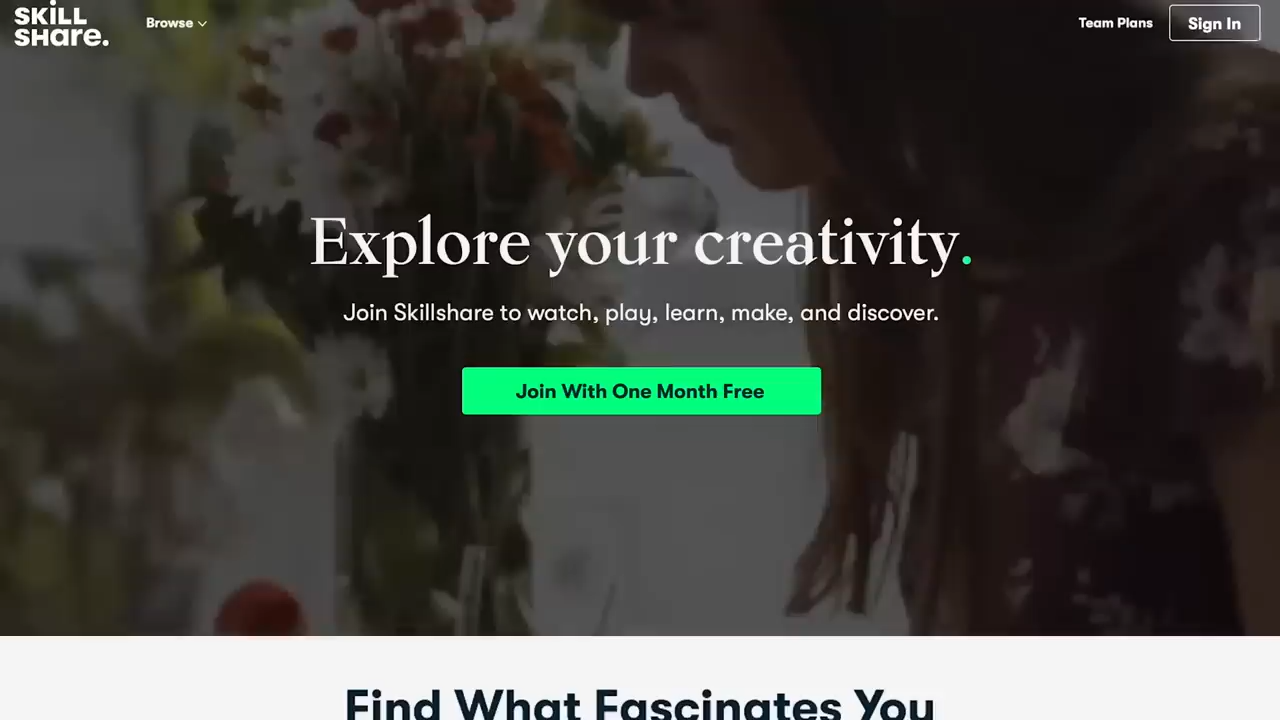 SKILL
SHare.
Browse
Team Plans
Sign In
Explore your creativity.
Join Skillshare to watch, play, learn, make, and discover.
Join With One Month Free
Find What Fascinates You